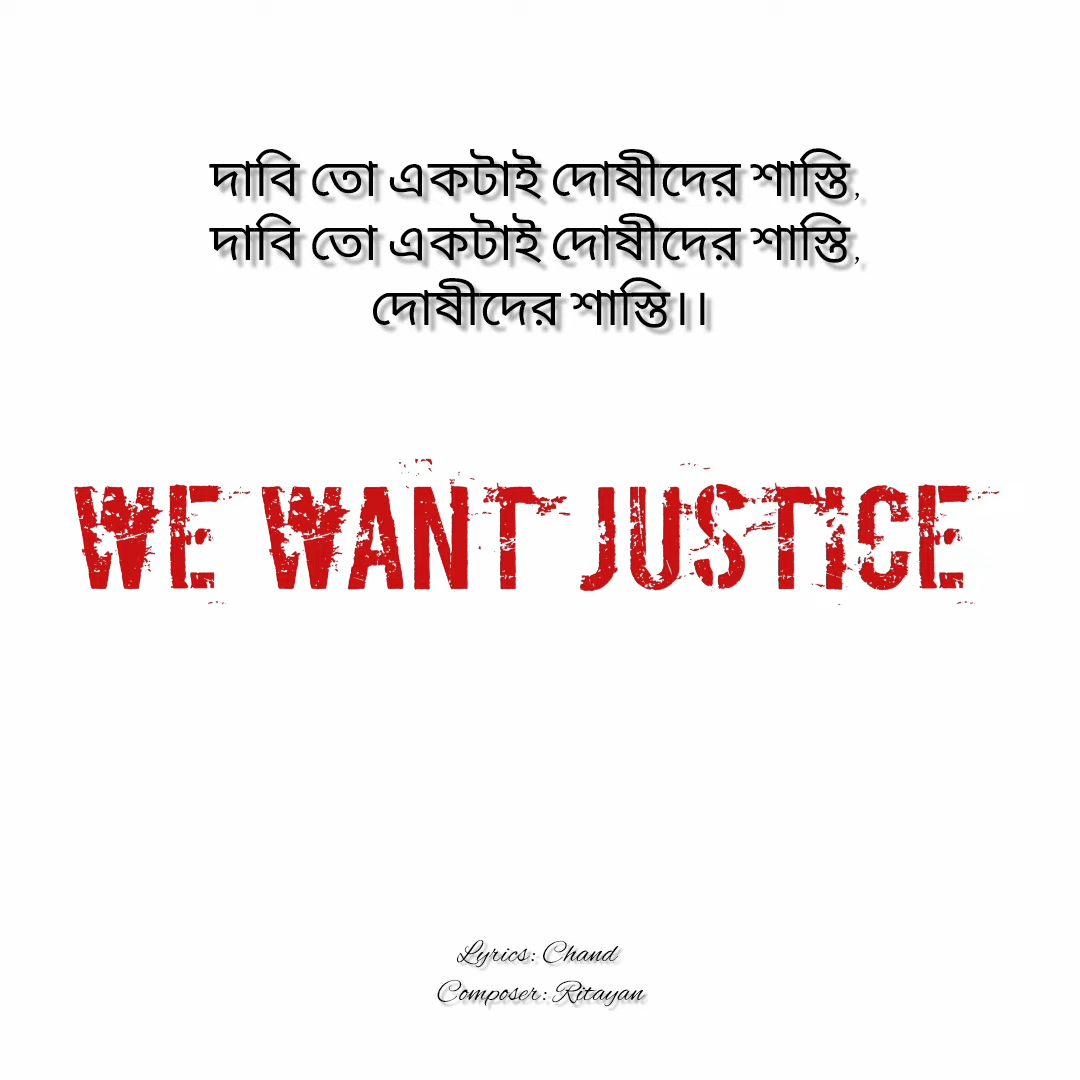 দাবি তো একটাই দোষীদের শাস্তি,
দাবি তো একটাই দোষীদের শাস্তি,
দোষীদের শাস্তি।।
WE WANT JUSTICE
Lyrics: Chand
Composer: Ritayan